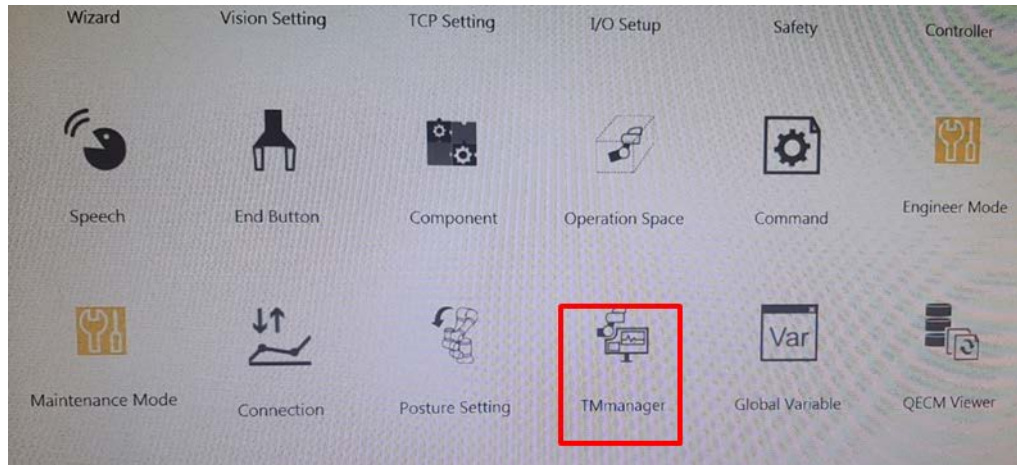 Wizard
Vision Setting
TCP Setting
I/O Setup
Safety
Controller
Speech
End Button
Component
Operation Space
Command
Engineer Mode
Var
Maintenance Mode
Connection
Posture Setting
TMmanager
Global Variable
QECM Viewer